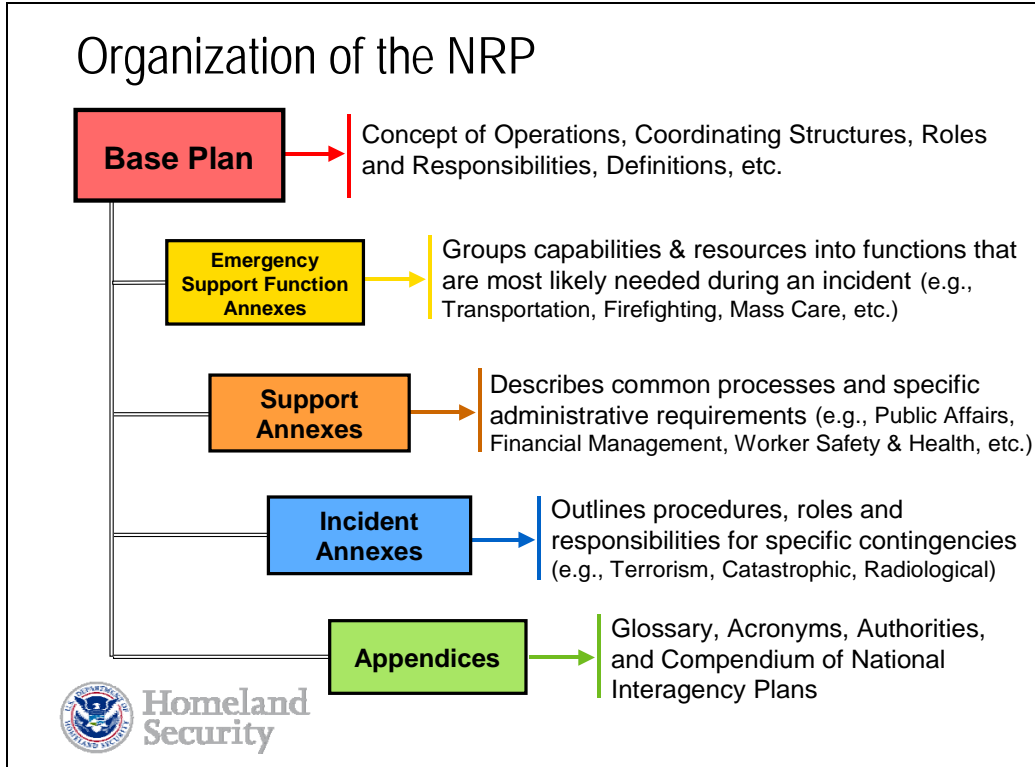 Organization of the NRP
Base Plan
Concept of Operations, Coordinating Structures, Roles
and Responsibilities, Definitions, etc.
Emergency
Support Function
Annexes
Groups capabilities & resources into functions that
are most likely needed during an incident (e.g.,
Transportation, Firefighting, Mass Care, etc.)
Support
Annexes
Describes common processes and specific
administrative requirements (e.g., Public Affairs,
Financial Management, Worker Safety & Health, etc.)
Incident
Annexes
Outlines procedures, roles and
responsibilities for specific contingencies
(e.g., Terrorism, Catastrophic, Radiological)
Appendices
Glossary, Acronyms, Authorities,
and Compendium of National
Interagency Plans
U.S. DEPARTMENT OF
HOMELAND SECURITY
Homeland
Security